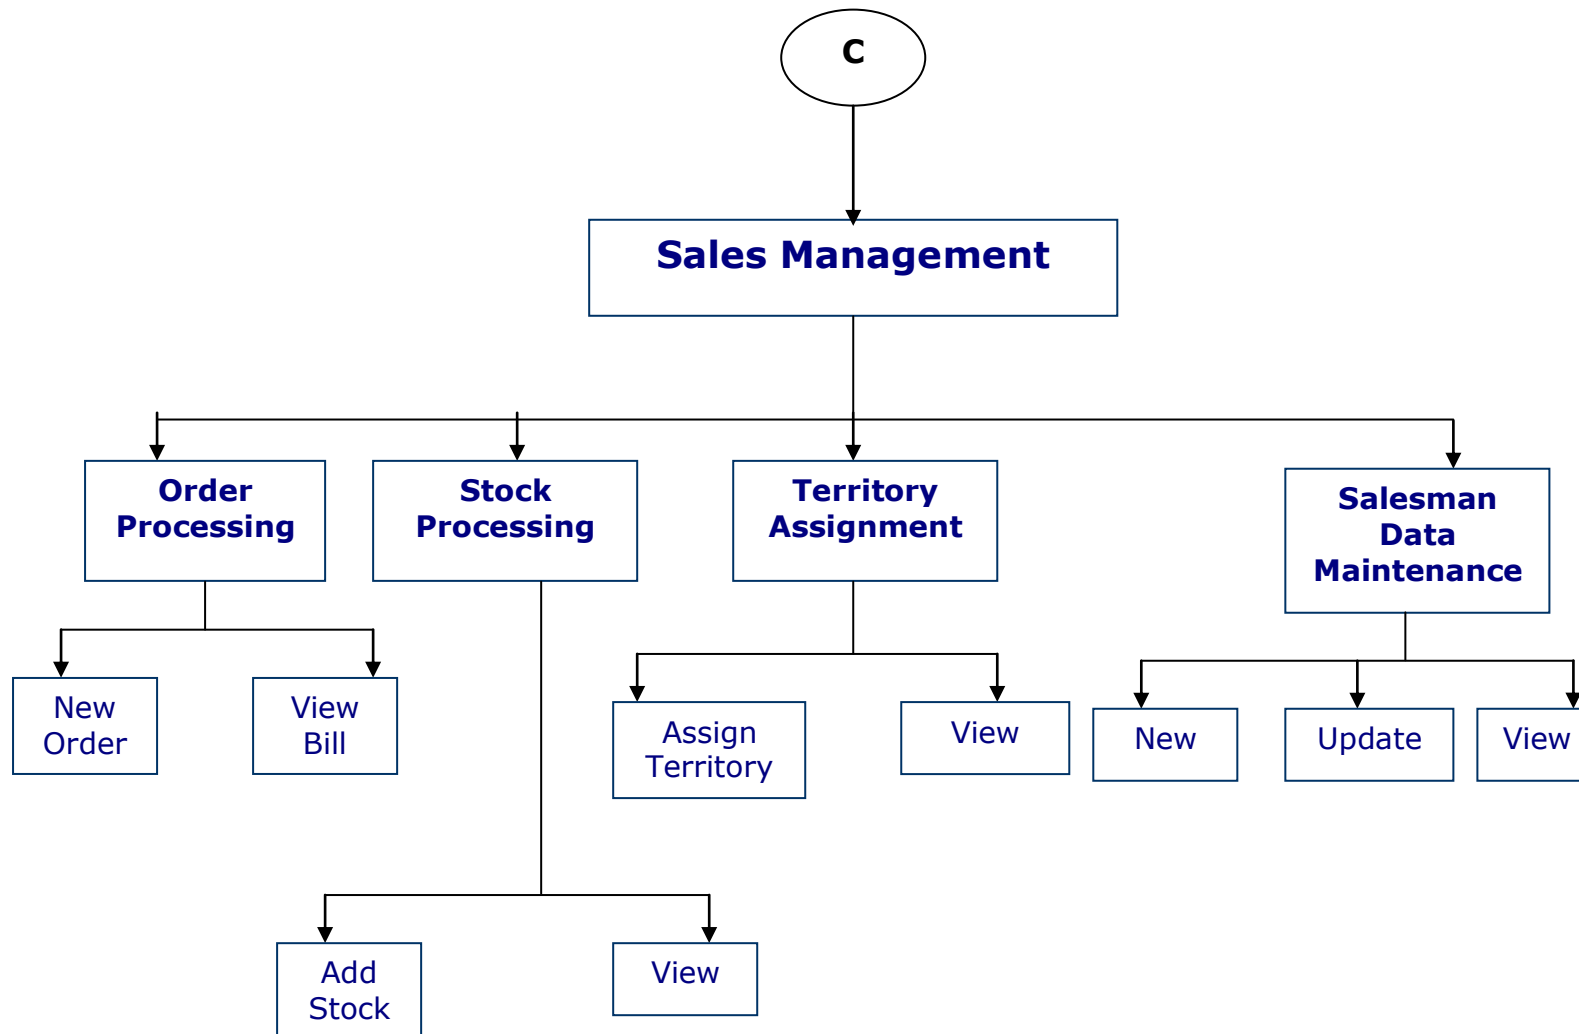 C
Sales Management
Order
Processing
Stock
Processing
Territory
Assignment
Salesman
Data
Maintenance
New
Order
View
Bill
Assign
Territory
View
New
Update
View
Add
Stock
View